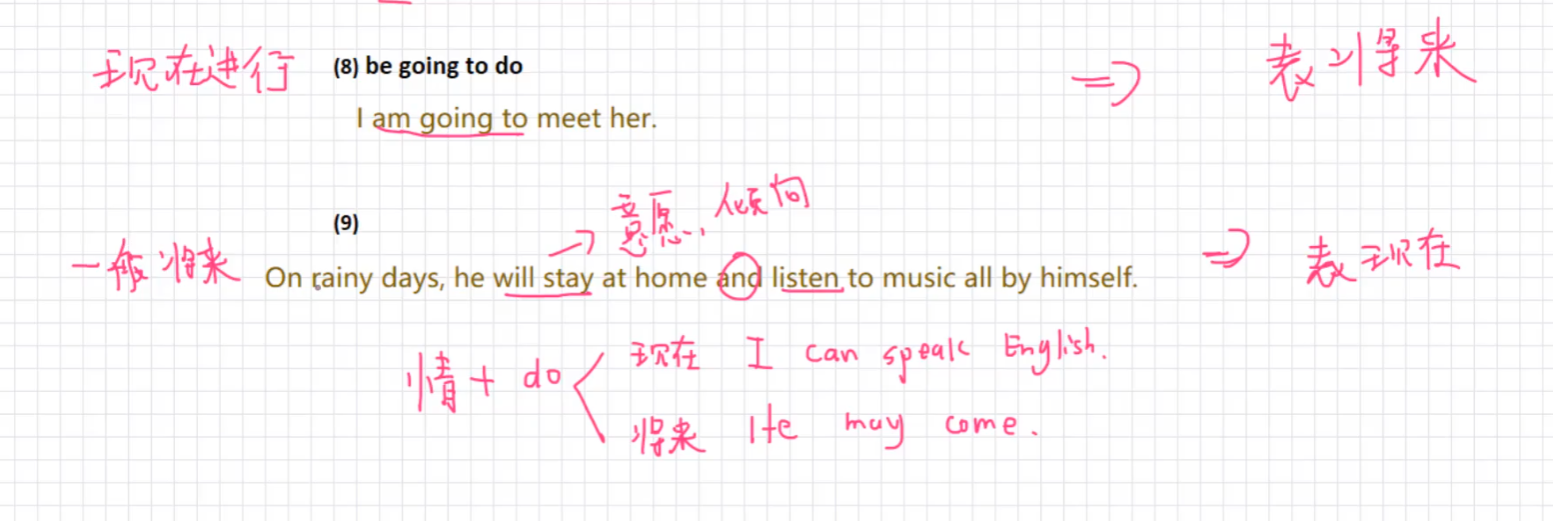 现在进行 (8) be going to do => 表将来
I am going to meet her.
(9) → 意愿, 倾向
一般将来 On rainy days, he will stay at home and listen to music all by himself. => 表现在
情 + do < 现在 I can speak English.
将来 He may come.